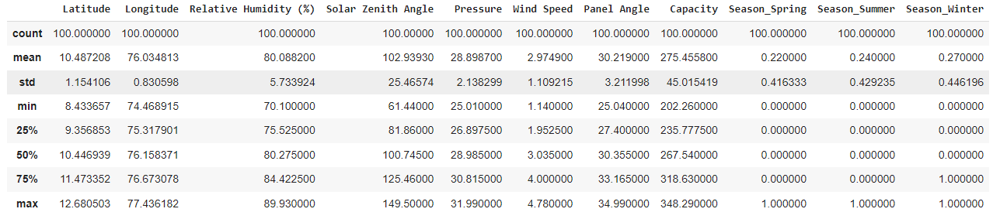 Latitude Longitude Relative Humidity (%) Solar Zenith Angle Pressure Wind Speed Panel Angle Capacity Season_Spring Season_Summer Season_Winter
count 100.000000 100.000000 100.000000 100.00000 100.000000 100.000000 100.000000 100.000000 100.000000 100.000000 100.000000
mean 10.487208 76.034813 80.088200 102.93930 28.898700 2.974900 30.219000 275.455800 0.220000 0.240000 0.270000
std 1.154106 0.830598 5.733924 25.46574 2.138299 1.109215 3.211998 45.015419 0.416333 0.429235 0.446196
min 8.433657 74.468915 70.100000 61.44000 25.010000 1.140000 25.040000 202.260000 0.000000 0.000000 0.000000
25% 9.356853 75.317901 75.525000 81.86000 26.897500 1.952500 27.400000 235.777500 0.000000 0.000000 0.000000
50% 10.446939 76.158371 80.275000 100.74500 28.985000 3.035000 30.355000 267.540000 0.000000 0.000000 0.000000
75% 11.473352 76.673078 84.422500 125.46000 30.815000 4.000000 33.165000 318.630000 0.000000 0.000000 1.000000
max 12.680503 77.436182 89.930000 149.50000 31.990000 4.780000 34.990000 348.290000 1.000000 1.000000 1.000000